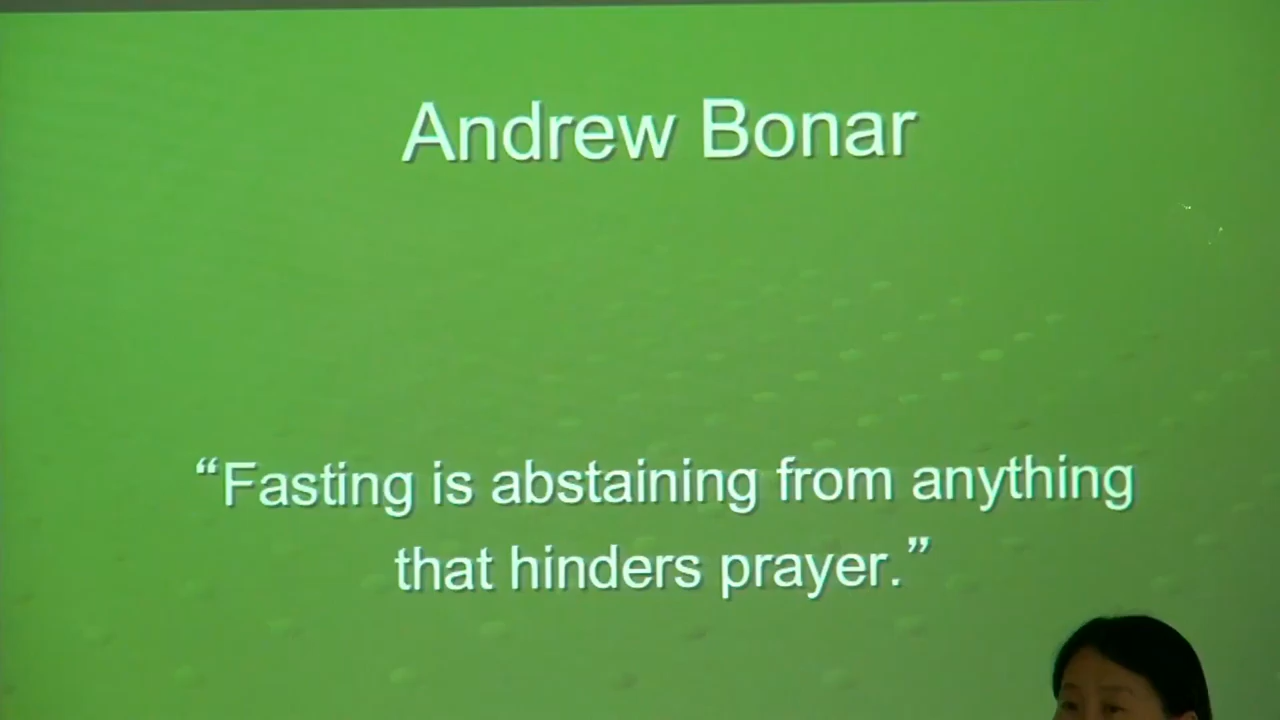 Andrew Bonar
“Fasting is abstaining from anything
that hinders prayer.”